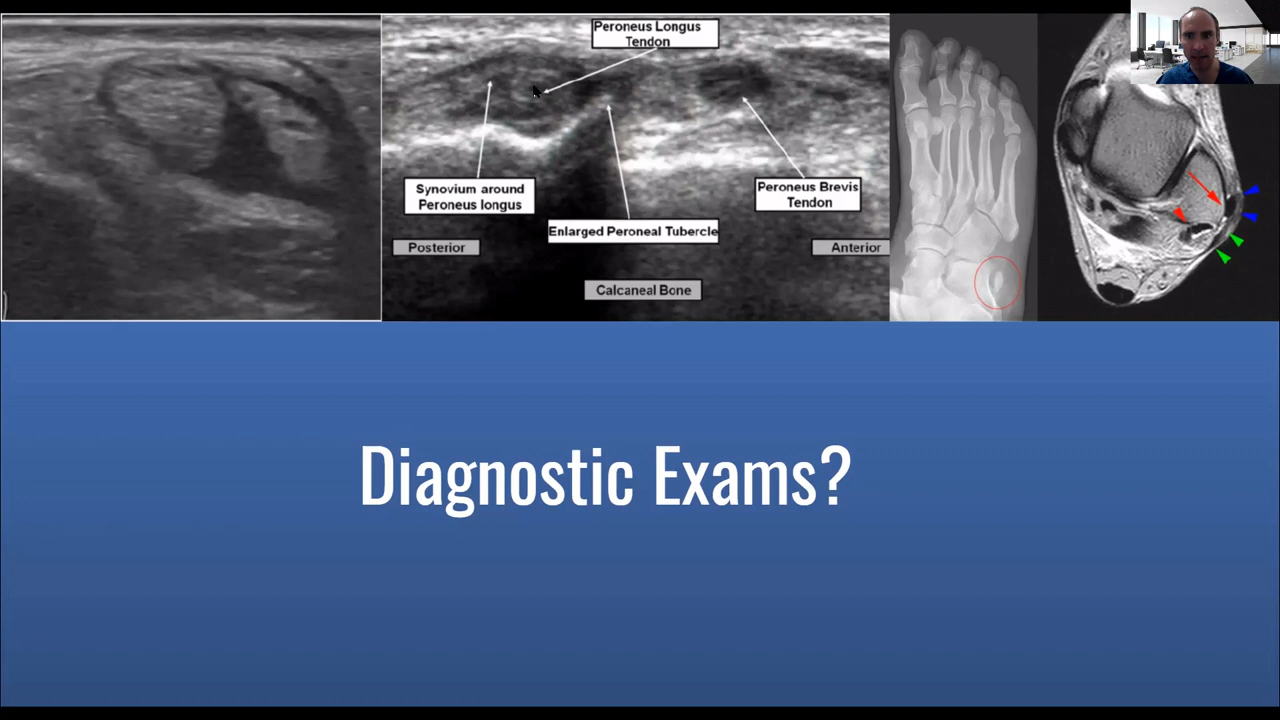 Peroneus Longus
Tendon
Synovium around
Peroneus longus
Peroneus Brevis
Tendon
Enlarged Peroneal Tubercle
Posterior
Anterior
Calcaneal Bone
Diagnostic Exams?